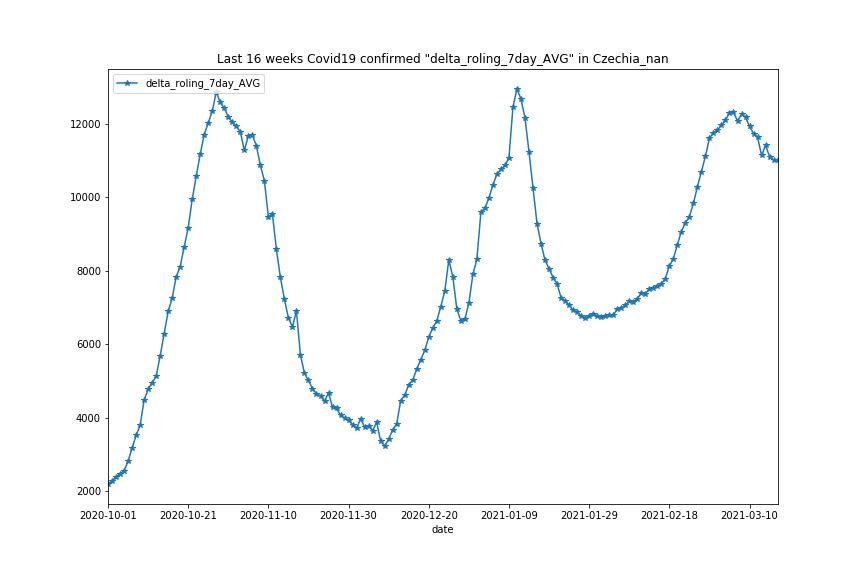 Last 16 weeks Covid19 confirmed "delta_roling_7day_AVG" in Czechia_nan
delta_roling_7day_AVG
12000
10000
8000
6000
4000
2000
2020-10-01 2020-10-21 2020-11-10 2020-11-30 2020-12-20 2021-01-09 2021-01-29 2021-02-18 2021-03-10
date